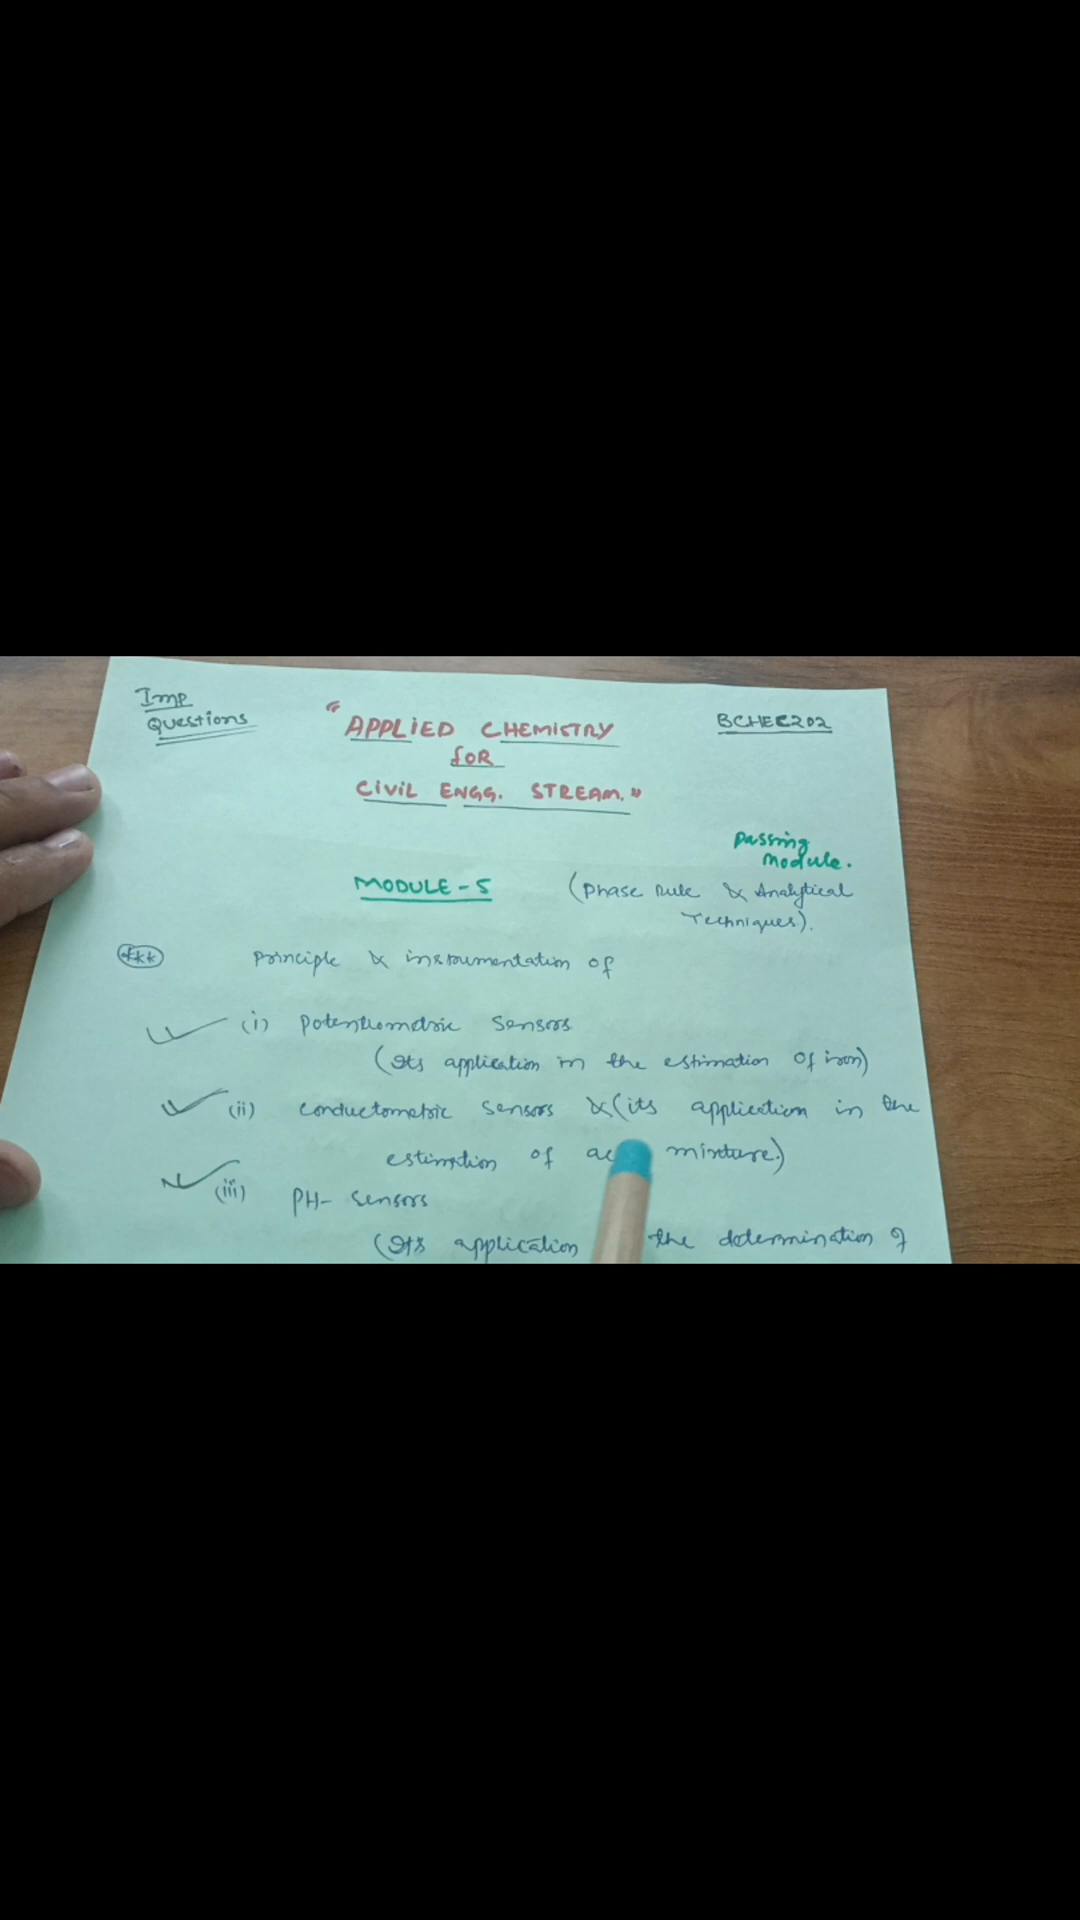 Imp
Questions
"APPLIED CHEMISTRY
BCHEC202
for
CIVIL ENGG. STREAM."
Passing
module.
MODULE-5
(Phase Rule & Analytical
Techniques).
***
Principle & instrumentation of
(i) Potentiometric Sensors
(Its application in the estimation of iron)
(ii) Conductometric Sensors & (its application in the
estimation of mixture.)
(iii) PH- Sensors
(Its application the determination of